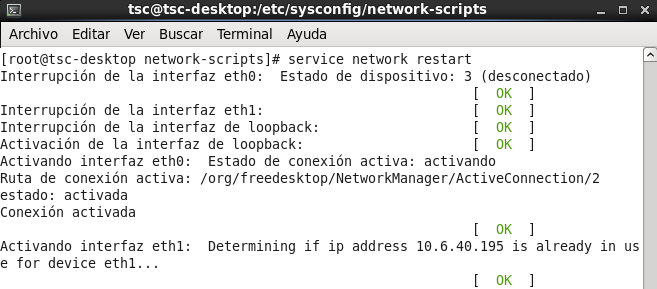 tsc@tsc-desktop:/etc/sysconfig/network-scripts
Archivo Editar Ver Buscar Terminal Ayuda
[root@tsc-desktop network-scripts]# service network restart
Interrupción de la interfaz eth0:  Estado de dispositivo: 3 (desconectado)
[  OK  ]
Interrupción de la interfaz eth1: [  OK  ]
Interrupción de la interfaz de loopback: [  OK  ]
Activación de la interfaz de loopback: [  OK  ]
Activando interfaz eth0:  Estado de conexión activa: activando
Ruta de conexión activa: /org/freedesktop/NetworkManager/ActiveConnection/2
estado: activada
Conexión activada
[  OK  ]
Activando interfaz eth1:  Determining if ip address 10.6.40.195 is already in us
e for device eth1...
[  OK  ]